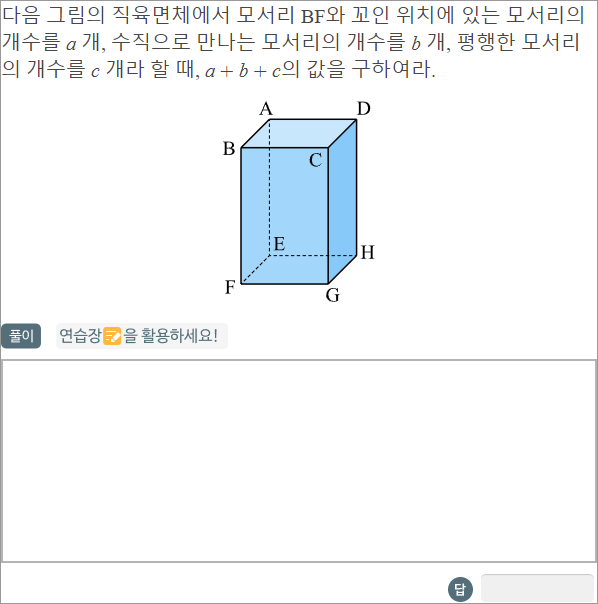 다음 그림의 직육면체에서 모서리 BF와 꼬인 위치에 있는 모서리의
개수를 a 개, 수직으로 만나는 모서리의 개수를 b 개, 평행한 모서리
의 개수를 c 개라 할 때, a + b + c의 값을 구하여라.
A D
B C
E H
F G
풀이 연습장을 활용하세요!
답